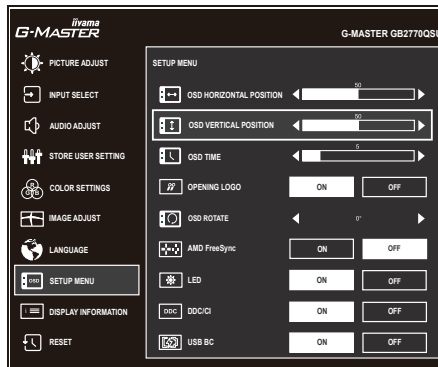 iiyama
G-MASTER
G-MASTER GB2770QSU
PICTURE ADJUST
INPUT SELECT
AUDIO ADJUST
STORE USER SETTING
R G B
COLOR SETTINGS
IMAGE ADJUST
LANGUAGE
OSD
SETUP MENU
DISPLAY INFORMATION
RESET
SETUP MENU
OSD HORIZONTAL POSITION
50
OSD VERTICAL POSITION
50
OSD TIME
5
OPENING LOGO
ON
OFF
OSD ROTATE
0°
AMD FreeSync
ON
OFF
LED
ON
OFF
DDC
DDC/CI
ON
OFF
USB BC
ON
OFF